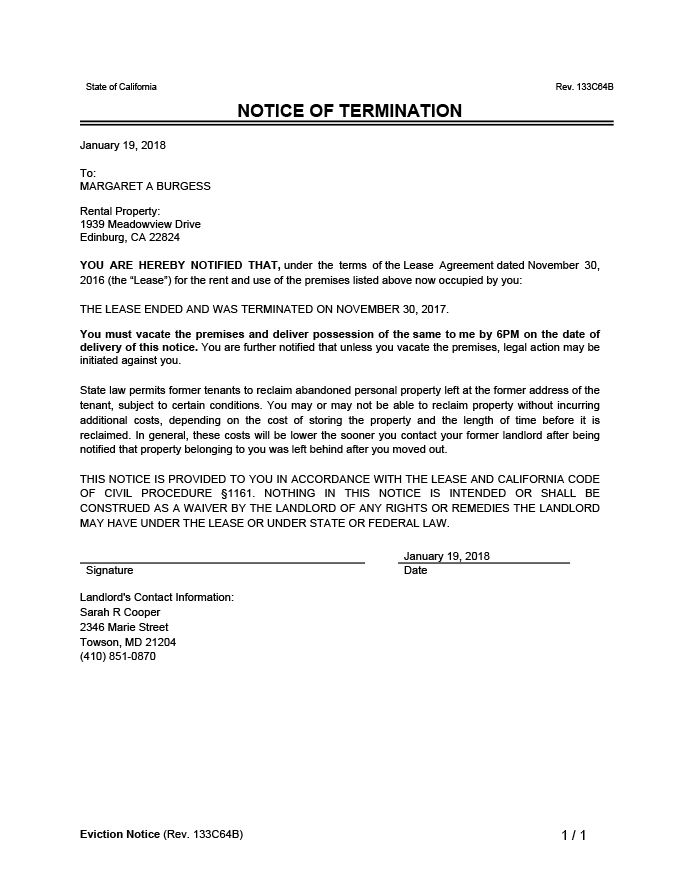 State of California Rev. 133C64B
NOTICE OF TERMINATION
January 19, 2018
To:
MARGARET A BURGESS
Rental Property:
1939 Meadowview Drive
Edinburg, CA 22824
YOU ARE HEREBY NOTIFIED THAT, under the terms of the Lease Agreement dated November 30,
2016 (the “Lease”) for the rent and use of the premises listed above now occupied by you:
THE LEASE ENDED AND WAS TERMINATED ON NOVEMBER 30, 2017.
You must vacate the premises and deliver possession of the same to me by 6PM on the date of
delivery of this notice. You are further notified that unless you vacate the premises, legal action may be
initiated against you.
State law permits former tenants to reclaim abandoned personal property left at the former address of the
tenant, subject to certain conditions. You may or may not be able to reclaim property without incurring
additional costs, depending on the cost of storing the property and the length of time before it is
reclaimed. In general, these costs will be lower the sooner you contact your former landlord after being
notified that property belonging to you was left behind after you moved out.
THIS NOTICE IS PROVIDED TO YOU IN ACCORDANCE WITH THE LEASE AND CALIFORNIA CODE
OF CIVIL PROCEDURE §1161. NOTHING IN THIS NOTICE IS INTENDED OR SHALL BE
CONSTRUED AS A WAIVER BY THE LANDLORD OF ANY RIGHTS OR REMEDIES THE LANDLORD
MAY HAVE UNDER THE LEASE OR UNDER STATE OR FEDERAL LAW.
January 19, 2018
Signature Date
Landlord's Contact Information:
Sarah R Cooper
2346 Marie Street
Towson, MD 21204
(410) 851-0870
Eviction Notice (Rev. 133C64B) 1 / 1